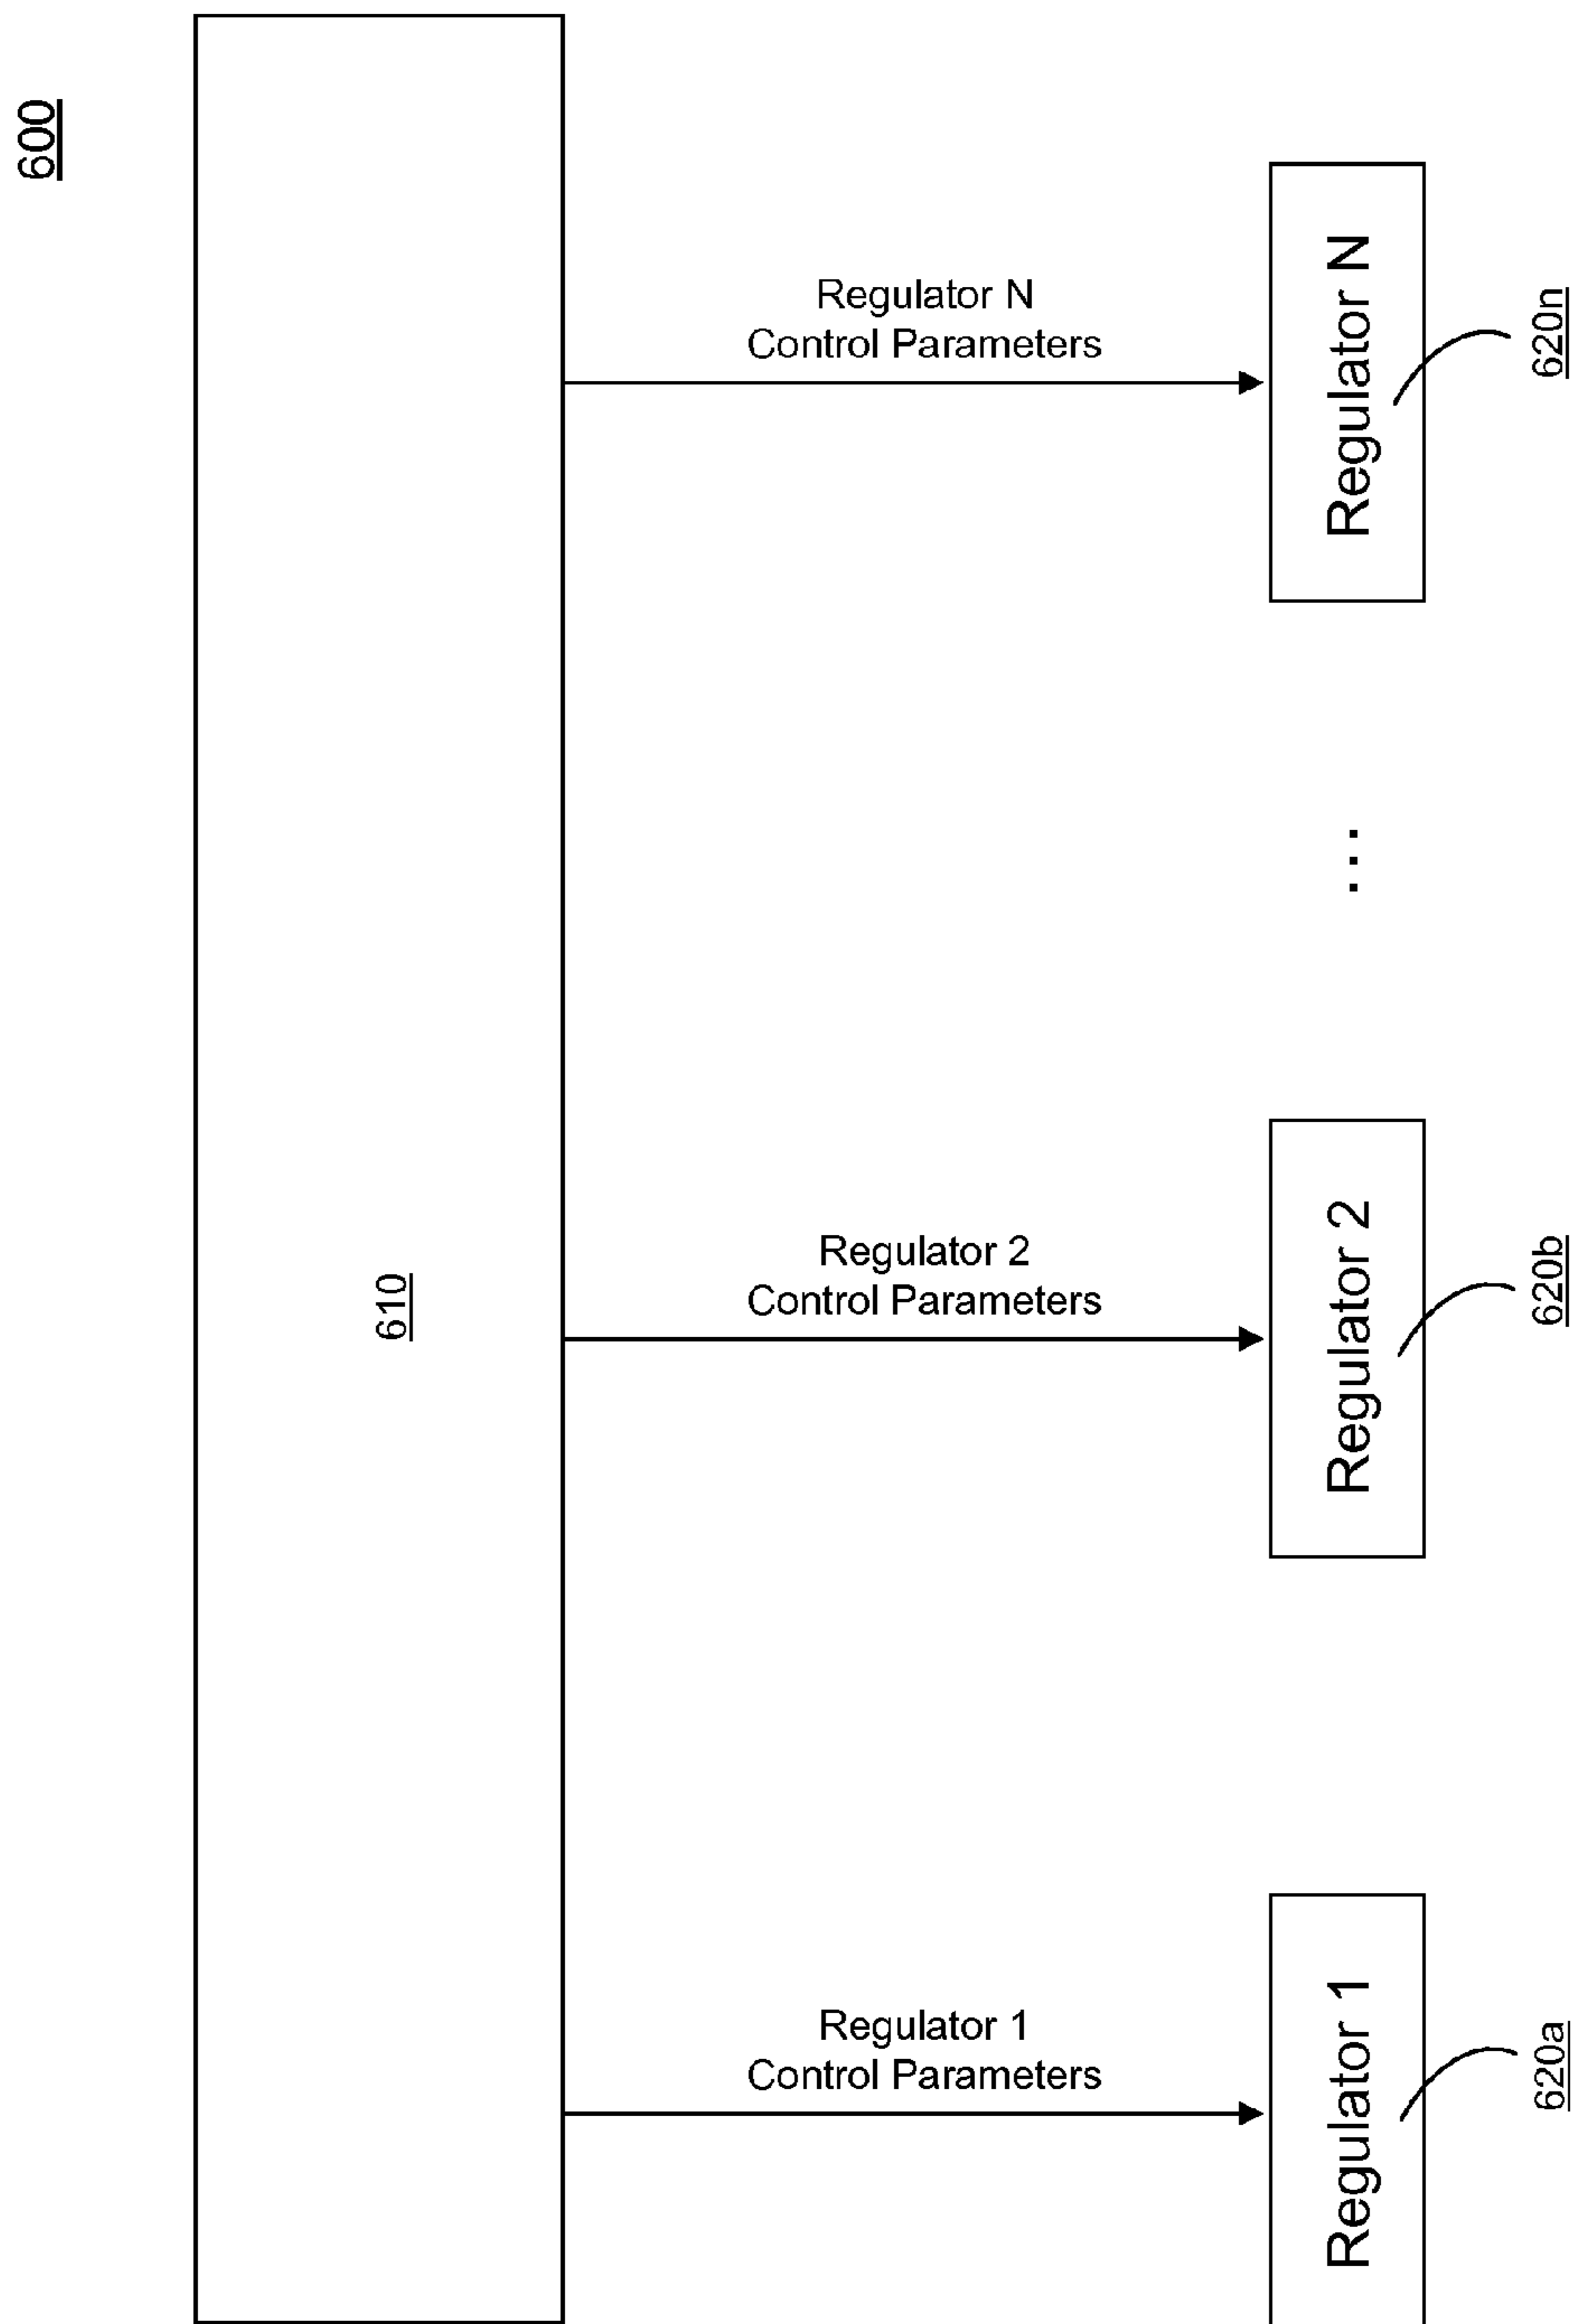 600
610
Regulator N
Control Parameters
Regulator N
620n
...
Regulator 2
Control Parameters
Regulator 2
620b
Regulator 1
Control Parameters
Regulator 1
620a